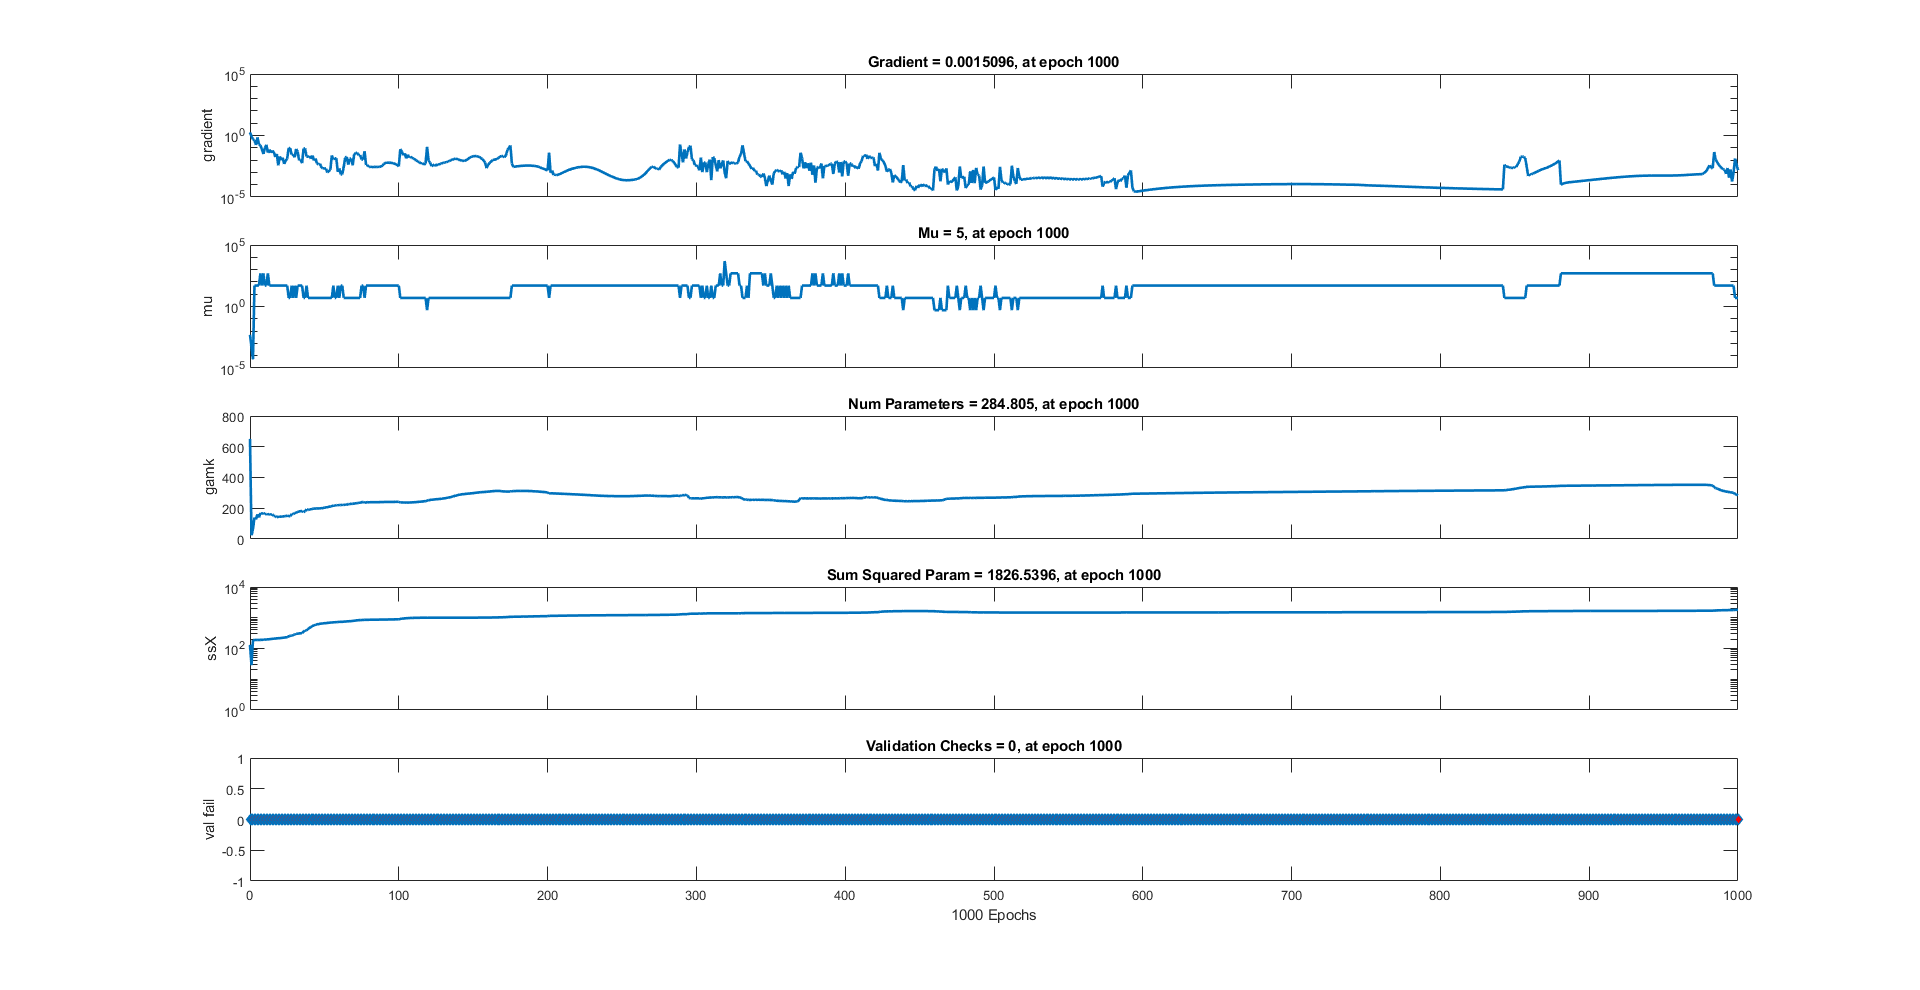 Gradient = 0.0015096, at epoch 1000
10^5
10^0
10^-5
gradient
Mu = 5, at epoch 1000
10^5
10^0
10^-5
mu
Num Parameters = 284.805, at epoch 1000
800
600
400
200
0
gamk
Sum Squared Param = 1826.5396, at epoch 1000
10^4
10^2
10^0
ssX
Validation Checks = 0, at epoch 1000
1
0.5
0
-0.5
-1
val fail
0 100 200 300 400 500 600 700 800 900 1000
1000 Epochs